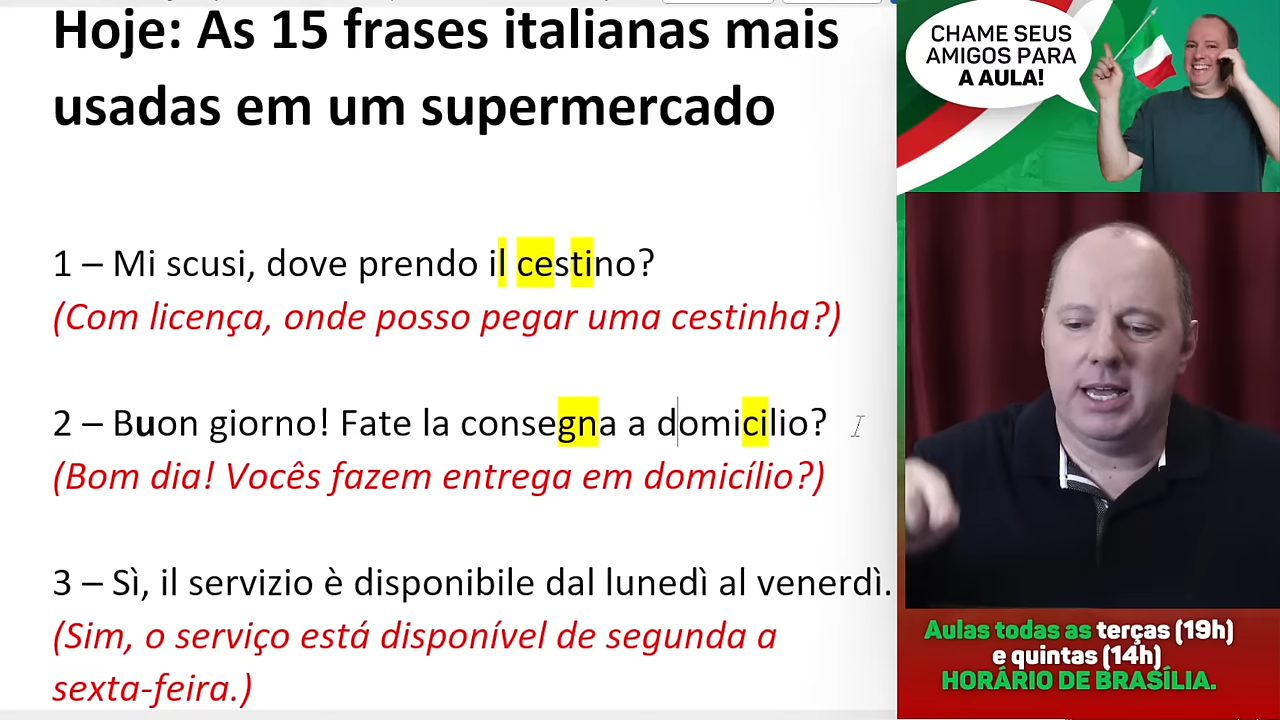 Hoje: As 15 frases italianas mais
usadas em um supermercado
1 – Mi scusi, dove prendo il cestino?
(Com licença, onde posso pegar uma cestinha?)
2 – Buon giorno! Fate la consegna a domicilio?
(Bom dia! Vocês fazem entrega em domicílio?)
3 – Sì, il servizio è disponibile dal lunedì al venerdì.
(Sim, o serviço está disponível de segunda a
sexta-feira.)
CHAME SEUS
AMIGOS PARA
A AULA!
Aulas todas as terças (19h)
e quintas (14h)
HORÁRIO DE BRASÍLIA.